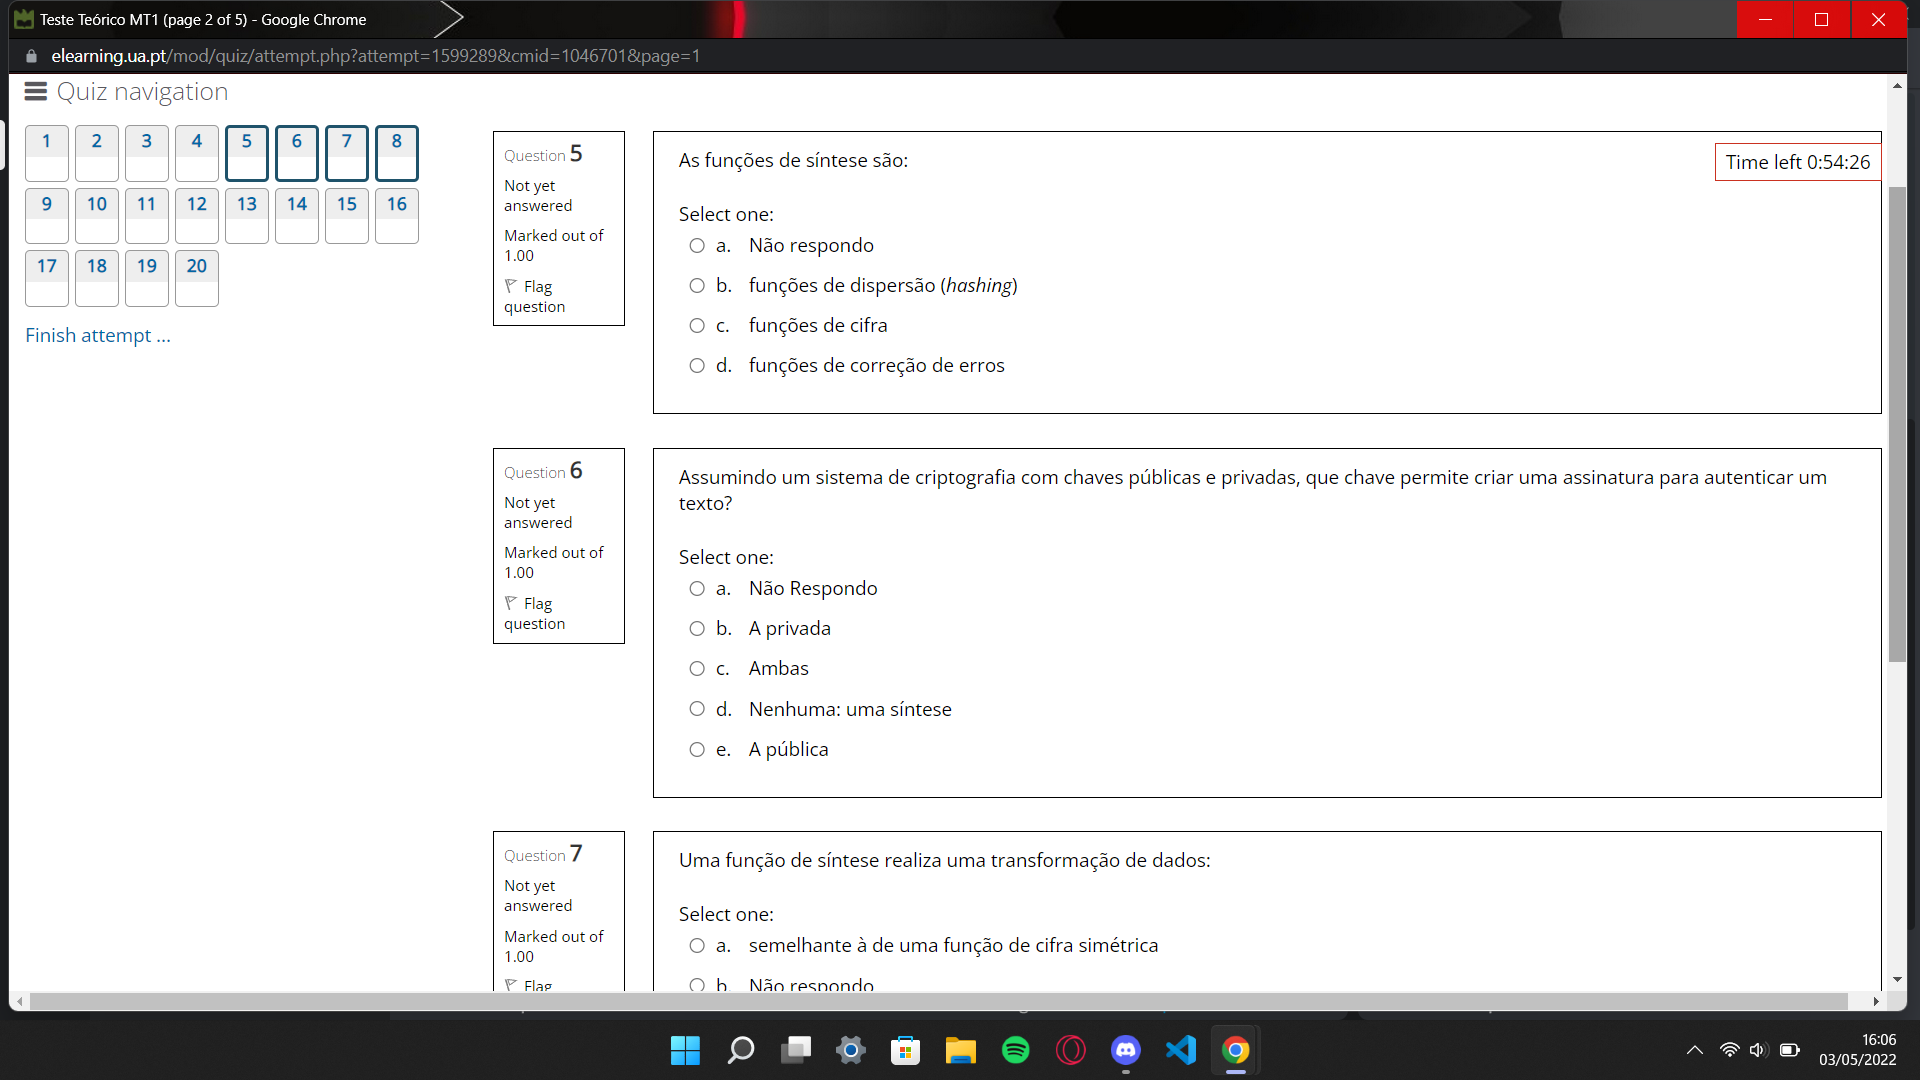 Teste Teórico MT1 (page 2 of 5) - Google Chrome
elearning.ua.pt/mod/quiz/attempt.php?attempt=1599289&cmid=1046701&page=1
Quiz navigation
1 2 3 4 5 6 7 8
9 10 11 12 13 14 15 16
17 18 19 20
Finish attempt ...
Question 5
Not yet
answered
Marked out of
1.00
Flag
question
Time left 0:54:26
As funções de síntese são:
Select one:
a. Não respondo
b. funções de dispersão (hashing)
c. funções de cifra
d. funções de correção de erros
Question 6
Not yet
answered
Marked out of
1.00
Flag
question
Assumindo um sistema de criptografia com chaves públicas e privadas, que chave permite criar uma assinatura para autenticar um
texto?
Select one:
a. Não Respondo
b. A privada
c. Ambas
d. Nenhuma: uma síntese
e. A pública
Question 7
Not yet
answered
Marked out of
1.00
Flag
Uma função de síntese realiza uma transformação de dados:
Select one:
a. semelhante à de uma função de cifra simétrica
b. Não respondo
16:06
03/05/2022